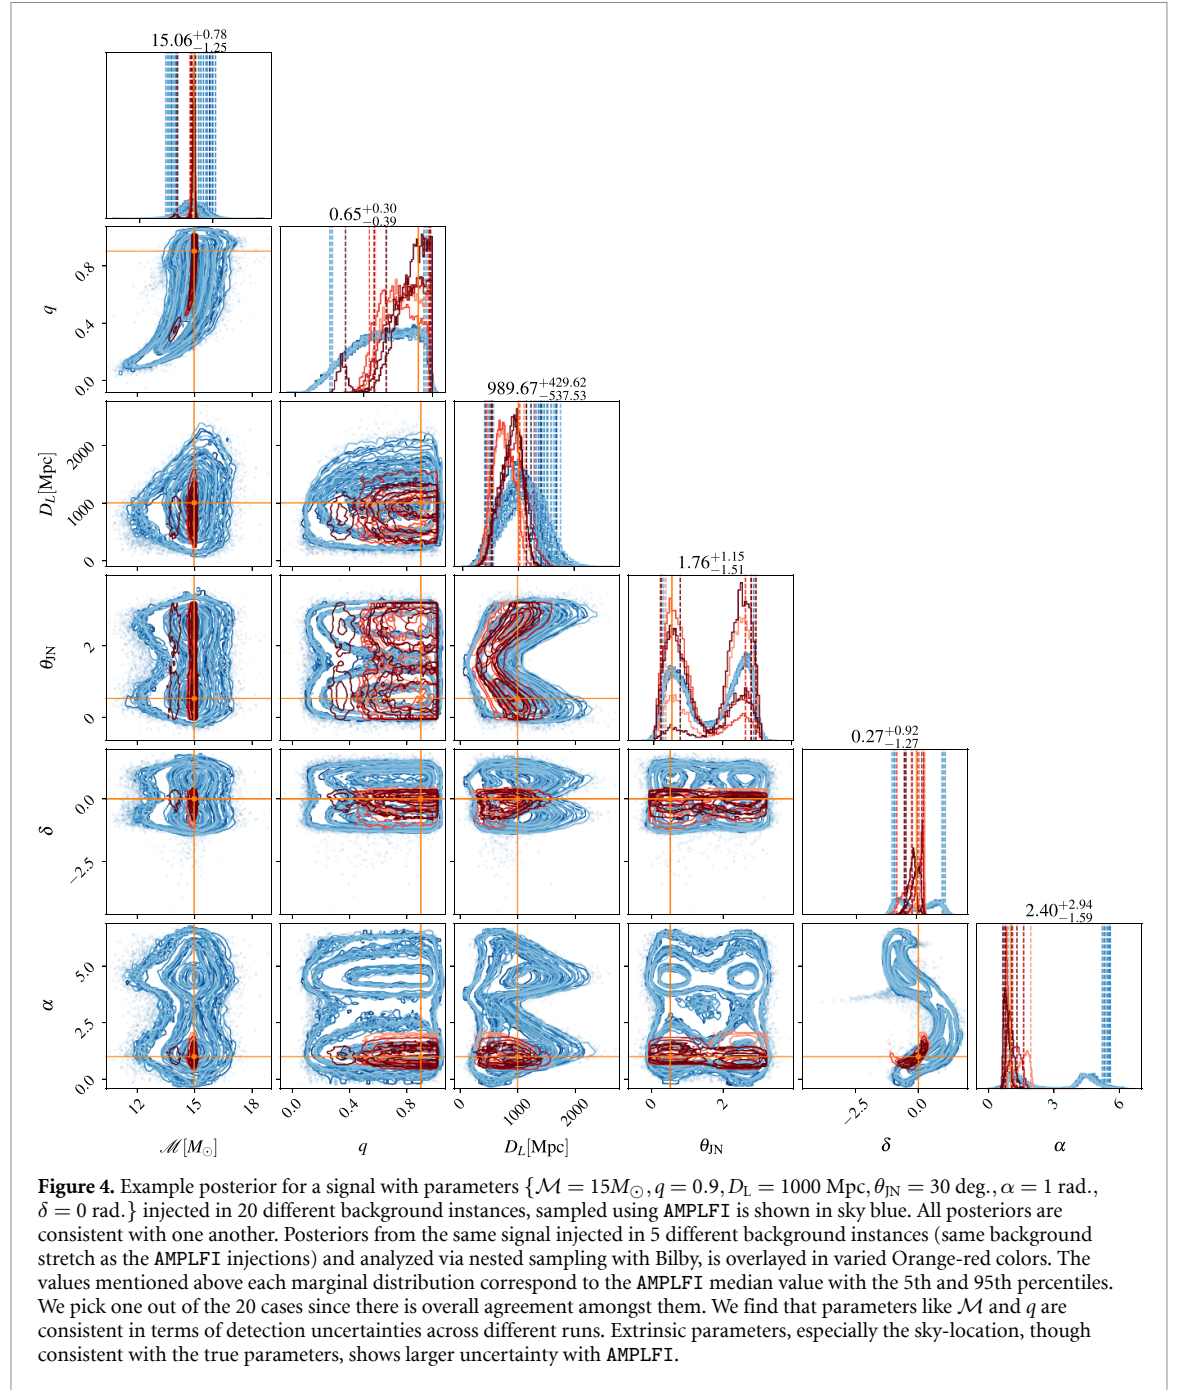 15.06+0.78−1.25
0.65+0.30−0.39
0.8
0.4
0.0
q
989.67+429.62−537.53
2000
1000
0
D_L[Mpc]
1.76+1.15−1.51
2
0
θ_JN
0.27+0.92−1.27
0.0
−2.5
δ
2.40+2.94−1.59
5.0
2.5
0.0
α
12 15 18 0.0 0.4 0.8 0 1000 2000 0 2 −2.5 0.0 0 3 6
ℳ[M⊙] q D_L[Mpc] θ_JN δ α
Figure 4. Example posterior for a signal with parameters {ℳ = 15M⊙, q = 0.9, D_L = 1000 Mpc, θ_JN = 30 deg., α = 1 rad.,
δ = 0 rad.} injected in 20 different background instances, sampled using AMPLFI is shown in sky blue. All posteriors are
consistent with one another. Posteriors from the same signal injected in 5 different background instances (same background
stretch as the AMPLFI injections) and analyzed via nested sampling with Bilby, is overlayed in varied Orange-red colors. The
values mentioned above each marginal distribution correspond to the AMPLFI median value with the 5th and 95th percentiles.
We pick one out of the 20 cases since there is overall agreement amongst them. We find that parameters like ℳ and q are
consistent in terms of detection uncertainties across different runs. Extrinsic parameters, especially the sky-location, though
consistent with the true parameters, shows larger uncertainty with AMPLFI.